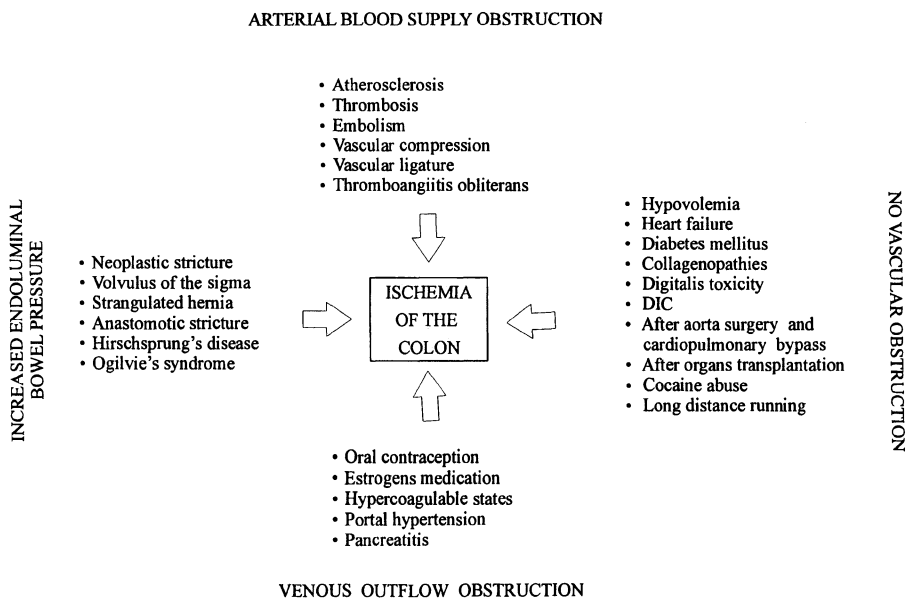 ARTERIAL BLOOD SUPPLY OBSTRUCTION
• Atherosclerosis
• Thrombosis
• Embolism
• Vascular compression
• Vascular ligature
• Thromboangiitis obliterans
INCREASED ENDOLUMINAL
BOWEL PRESSURE
• Neoplastic stricture
• Volvulus of the sigma
• Strangulated hernia
• Anastomotic stricture
• Hirschsprung's disease
• Ogilvie's syndrome
ISCHEMIA
OF THE
COLON
• Hypovolemia
• Heart failure
• Diabetes mellitus
• Collagenopathies
• Digitalis toxicity
• DIC
• After aorta surgery and
cardiopulmonary bypass
• After organs transplantation
• Cocaine abuse
• Long distance running
NO VASCULAR OBSTRUCTION
• Oral contraception
• Estrogens medication
• Hypercoagulable states
• Portal hypertension
• Pancreatitis
VENOUS OUTFLOW OBSTRUCTION